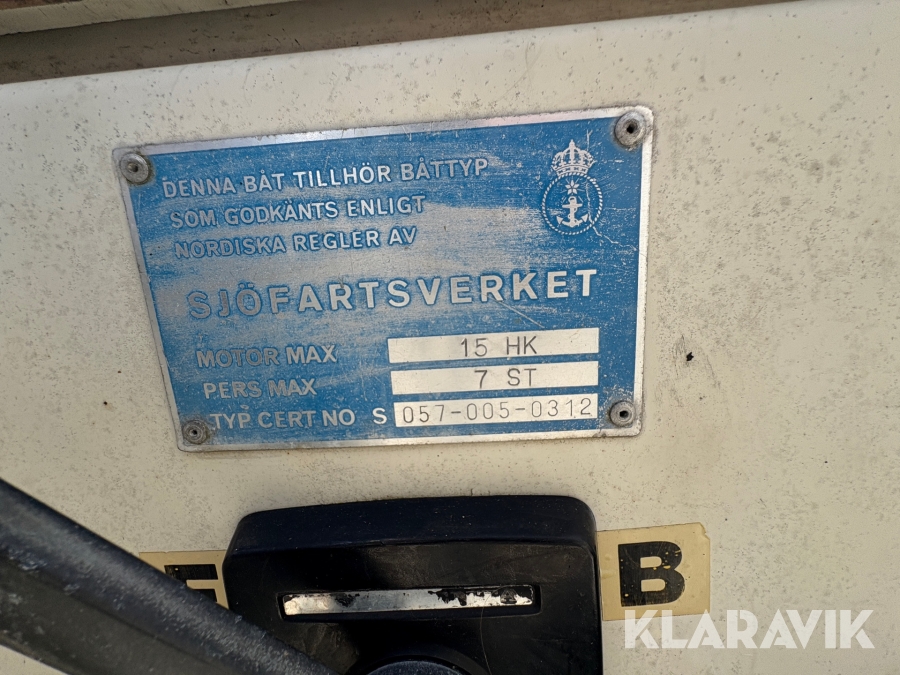 DENNA BÅT TILLHÖR BÅTTYP
SOM GODKÄNTS ENLIGT
NORDISKA REGLER AV
SJÖFARTSVERKET
MOTOR MAX 15 HK
PERS MAX 7 ST
TYP CERT NO S 057-005-0312
B
KLARAVIK